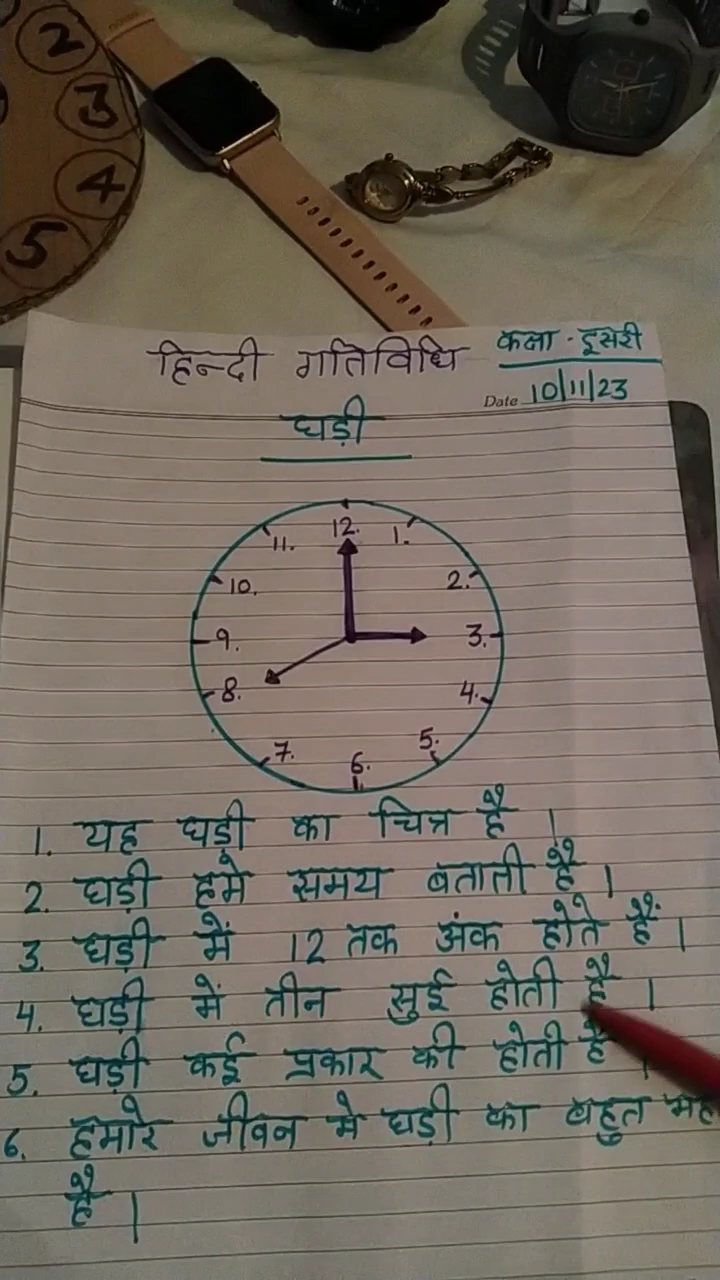 2
3
4
5
हिन्दी गतिविधि
कक्षा - दूसरी
Date 10/11/23
घड़ी
12.
11.
1.
10.
2.
9.
3.
8.
4.
7.
5.
6.
1. यह घड़ी का चित्र है ।
2. घड़ी हमे समय बताती है ।
3. घड़ी में 12 तक अंक होते हैं ।
4. घड़ी में तीन सुई होती है ।
5. घड़ी कई प्रकार की होती है ।
6. हमारे जीवन मे घड़ी का बहुत
है ।